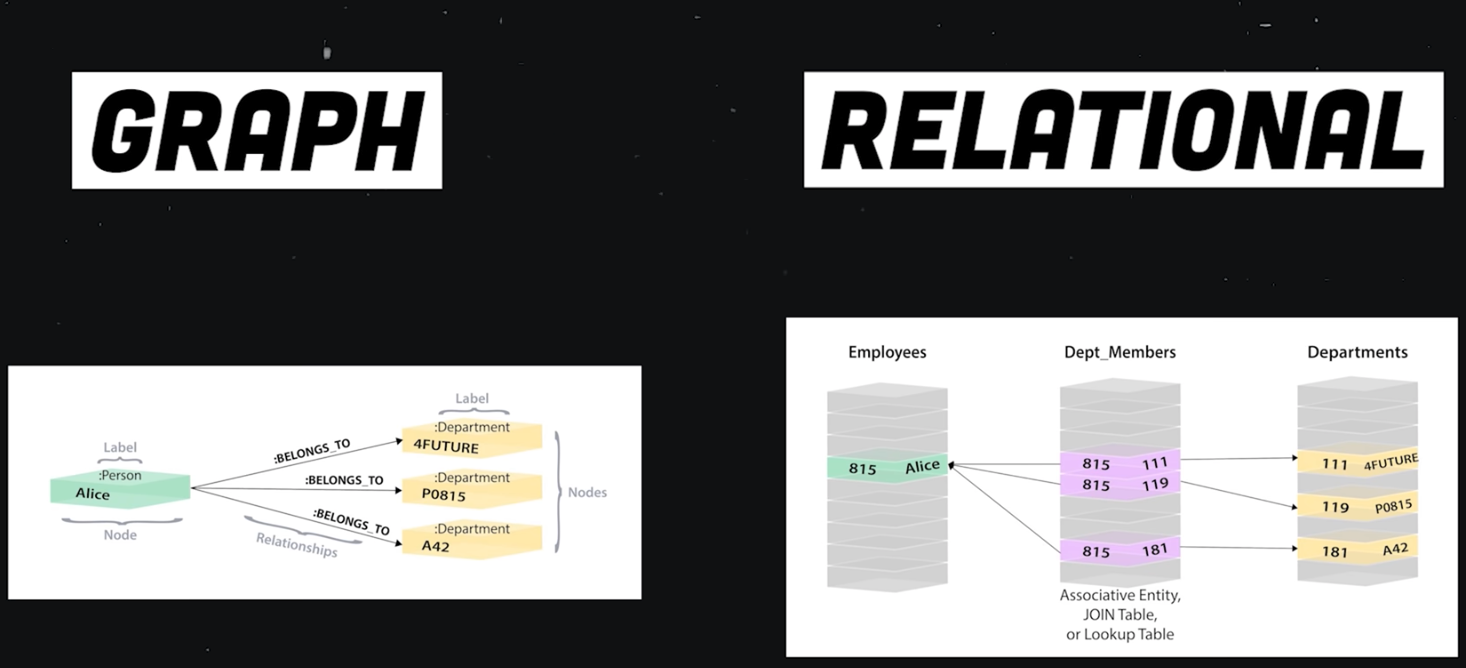 GRAPH
RELATIONAL
Label
:Person
Alice
Node
:BELONGS_TO
:BELONGS_TO
:BELONGS_TO
Relationships
Label
:Department
4FUTURE
:Department
P0815
:Department
A42
Nodes
Employees
Dept_Members
Departments
815 Alice
815 111
815 119
815 181
111 4FUTURE
119 P0815
181 A42
Associative Entity,
JOIN Table,
or Lookup Table